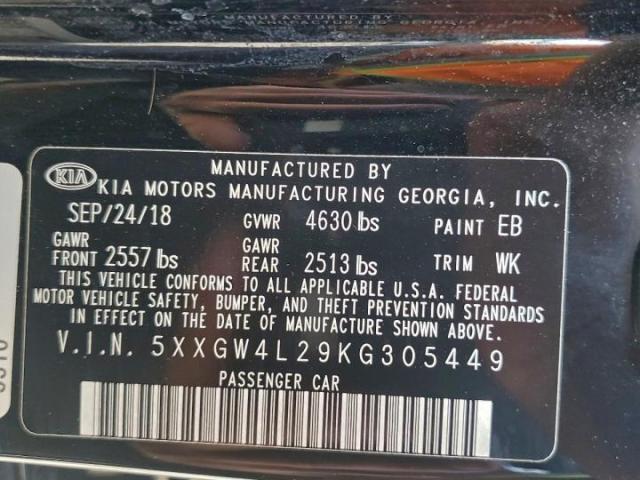 MANUFACTURED BY
KIA KIA MOTORS MANUFACTURING GEORGIA, INC.
SEP/24/18 GVWR 4630 lbs PAINT EB
GAWR FRONT 2557 lbs GAWR REAR 2513 lbs TRIM WK
THIS VEHICLE CONFORMS TO ALL APPLICABLE U.S.A. FEDERAL
MOTOR VEHICLE SAFETY, BUMPER, AND THEFT PREVENTION STANDARDS
IN EFFECT ON THE DATE OF MANUFACTURE SHOWN ABOVE.
V.I.N. 5XXGW4L29KG305449
PASSENGER CAR